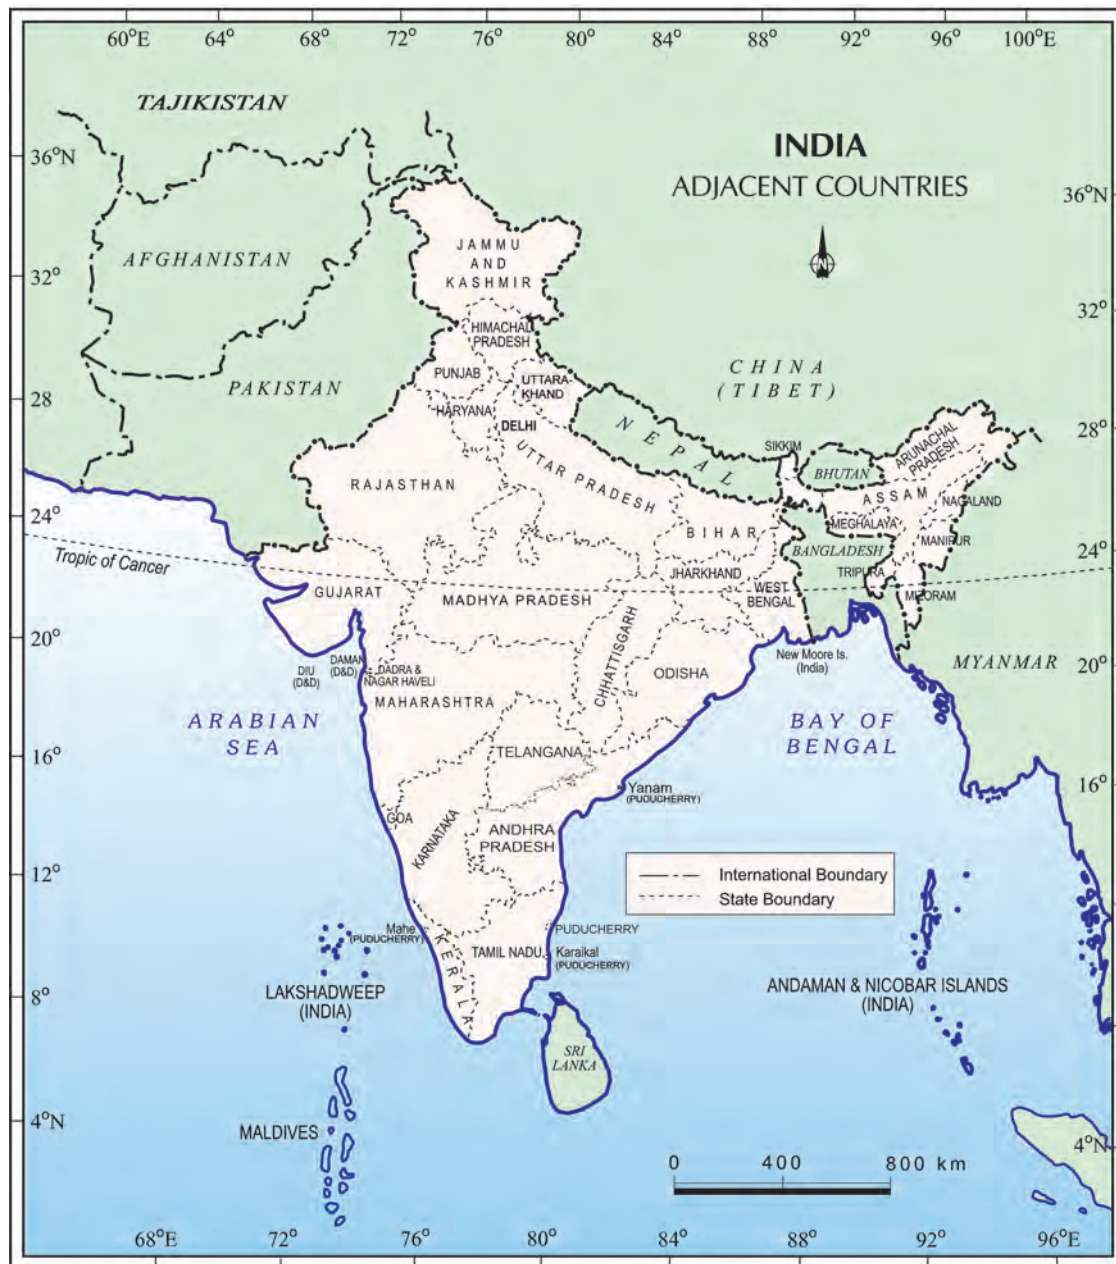 60°E 64° 68° 72° 76° 80° 84° 88° 92° 96° 100°E
TAJIKISTAN
INDIA
ADJACENT COUNTRIES
36°N
36°N
N
AFGHANISTAN
JAMMU
AND
KASHMIR
32°
32°
HIMACHAL
PRADESH
CHINA
(TIBET)
PAKISTAN
PUNJAB
UTTARA-
KHAND
28°
28°
HARYANA
DELHI
NEPAL
SIKKIM
BHUTAN
ARUNACHAL
PRADESH
RAJASTHAN
UTTAR PRADESH
ASSAM
NAGALAND
24°
24°
BIHAR
MEGHALAYA
MANIPUR
BANGLADESH
Tropic of Cancer
JHARKHAND
TRIPURA
GUJARAT
MADHYA PRADESH
WEST
BENGAL
MIZORAM
20°
20°
New Moore Is.
(India)
MYANMAR
DIU
(D&D)
DAMAN
(D&D)
DADRA &
NAGAR HAVELI
CHHATTISGARH
ODISHA
MAHARASHTRA
ARABIAN
SEA
BAY OF
BENGAL
TELANGANA
16°
16°
Yanam
(PUDUCHERRY)
GOA
KARNATAKA
ANDHRA
PRADESH
International Boundary
State Boundary
12°
12°
Mahe
(PUDUCHERRY)
PUDUCHERRY
KERALA
TAMIL NADU
Karaikal
(PUDUCHERRY)
LAKSHADWEEP
(INDIA)
ANDAMAN & NICOBAR ISLANDS
(INDIA)
8°
8°
SRI
LANKA
4°N
4°N
MALDIVES
0 400 800 km
68°E 72° 76° 80° 84° 88° 92° 96°E